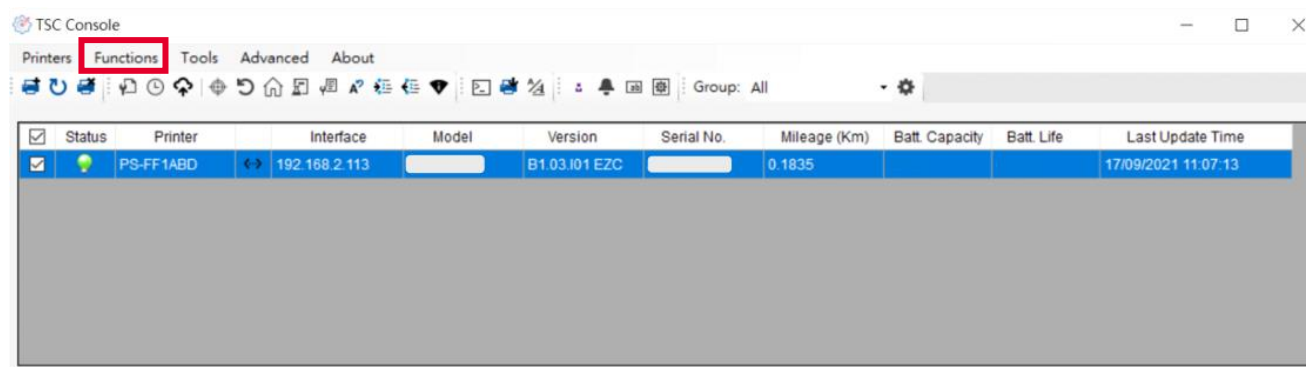 TSC Console
Printers Functions Tools Advanced About
Group: All
Status Printer Interface Model Version Serial No. Mileage (Km) Batt. Capacity Batt. Life Last Update Time
PS-FF1ABD 192.168.2.113 B1.03.I01 EZC 0.1835 17/09/2021 11:07:13